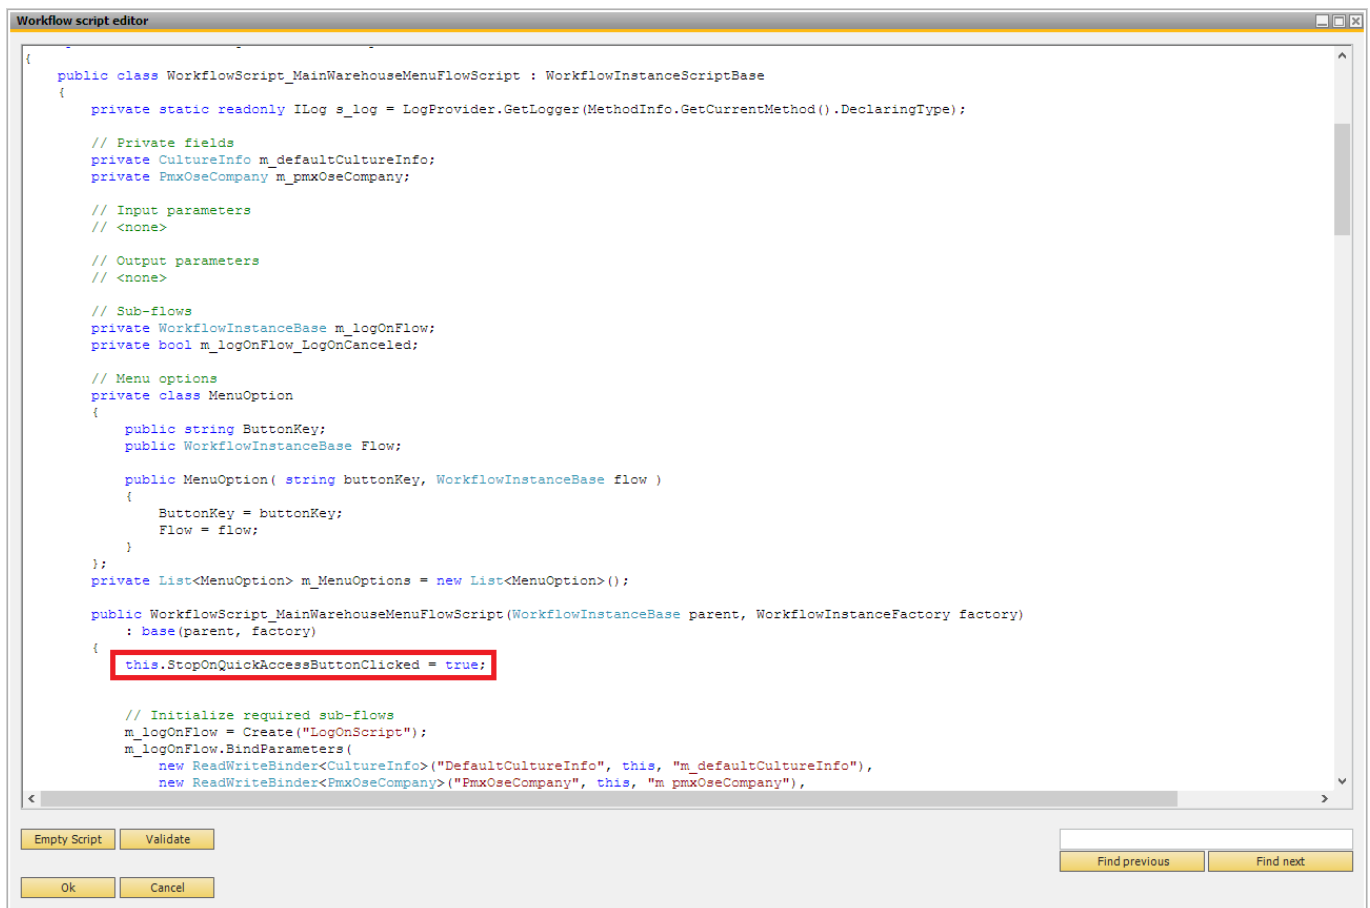 Workflow script editor
{
public class WorkflowScript_MainWarehouseMenuFlowScript : WorkflowInstanceScriptBase
{
private static readonly ILog s_log = LogProvider.GetLogger(MethodInfo.GetCurrentMethod().DeclaringType);
// Private fields
private CultureInfo m_defaultCultureInfo;
private PmxOseCompany m_pmxOseCompany;
// Input parameters
// <none>
// Output parameters
// <none>
// Sub-flows
private WorkflowInstanceBase m_logOnFlow;
private bool m_logOnFlow_LogOnCanceled;
// Menu options
private class MenuOption
{
public string ButtonKey;
public WorkflowInstanceBase Flow;
public MenuOption( string buttonKey, WorkflowInstanceBase flow )
{
ButtonKey = buttonKey;
Flow = flow;
}
};
private List<MenuOption> m_MenuOptions = new List<MenuOption>();
public WorkflowScript_MainWarehouseMenuFlowScript(WorkflowInstanceBase parent, WorkflowInstanceFactory factory)
: base(parent, factory)
{
this.StopOnQuickAccessButtonClicked = true;
// Initialize required sub-flows
m_logOnFlow = Create("LogOnScript");
m_logOnFlow.BindParameters(
new ReadWriteBinder<CultureInfo>("DefaultCultureInfo", this, "m_defaultCultureInfo"),
new ReadWriteBinder<PmxOseCompany>("PmxOseCompany", this, "m_pmxOseCompany"),
Empty Script
Validate
Find previous
Find next
Ok
Cancel